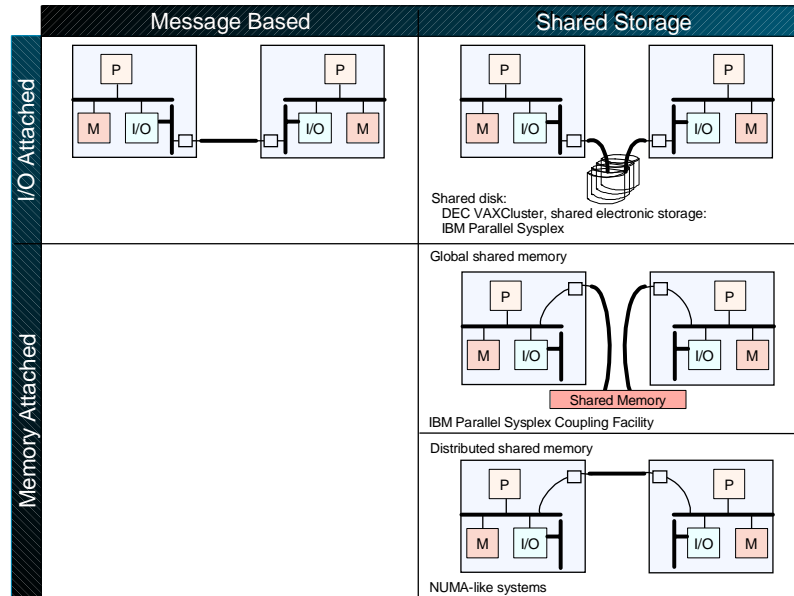 Message Based
Shared Storage
I/O Attached
P
M
I/O
P
I/O
M
P
M
I/O
P
I/O
M
Shared disk:
DEC VAXCluster, shared electronic storage:
IBM Parallel Sysplex
Memory Attached
Global shared memory
P
M
I/O
P
I/O
M
Shared Memory
IBM Parallel Sysplex Coupling Facility
Distributed shared memory
P
M
I/O
P
I/O
M
NUMA-like systems